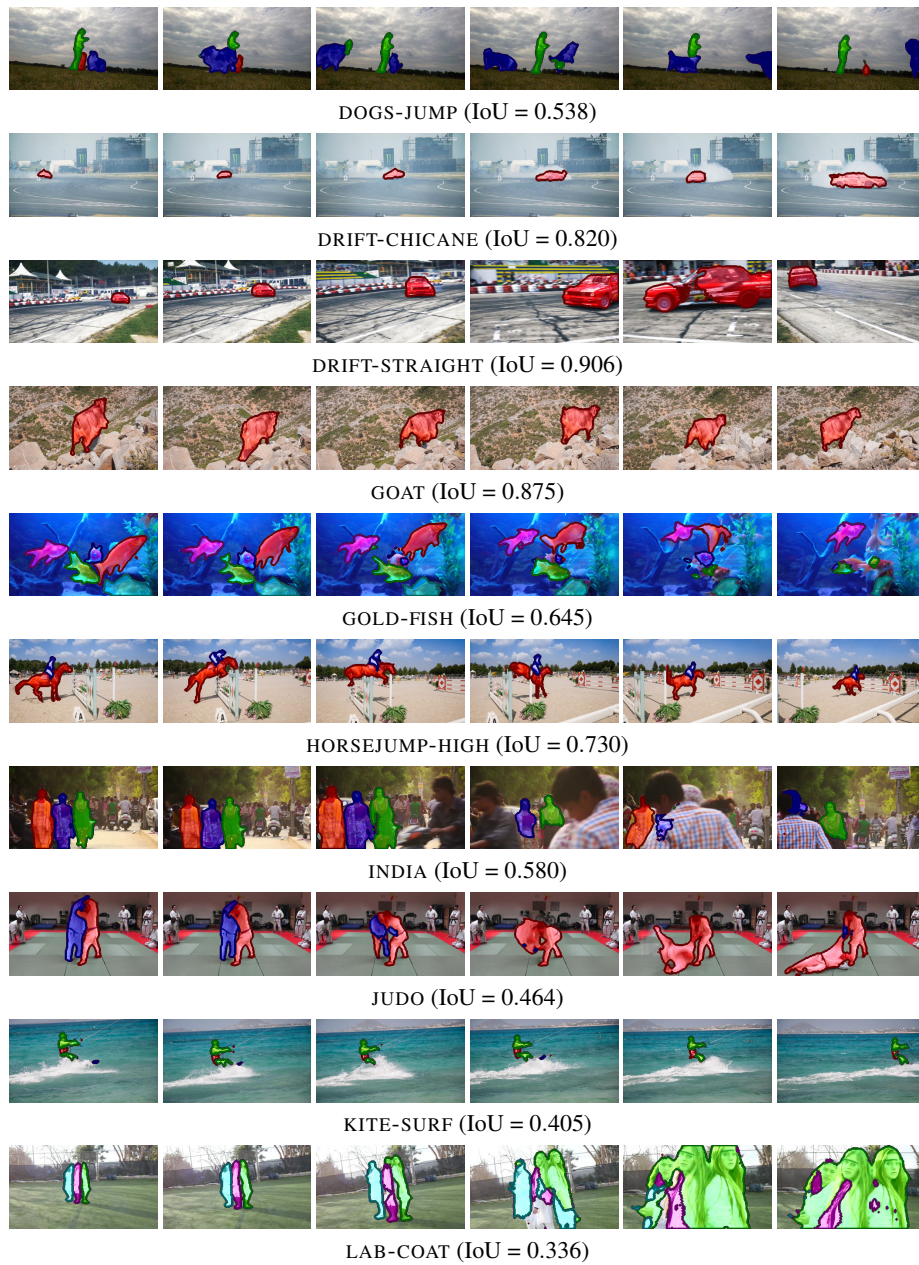 DOGS-JUMP (IoU = 0.538)
DRIFT-CHICANE (IoU = 0.820)
DRIFT-STRAIGHT (IoU = 0.906)
GOAT (IoU = 0.875)
GOLD-FISH (IoU = 0.645)
HORSEJUMP-HIGH (IoU = 0.730)
INDIA (IoU = 0.580)
JUDO (IoU = 0.464)
KITE-SURF (IoU = 0.405)
LAB-COAT (IoU = 0.336)